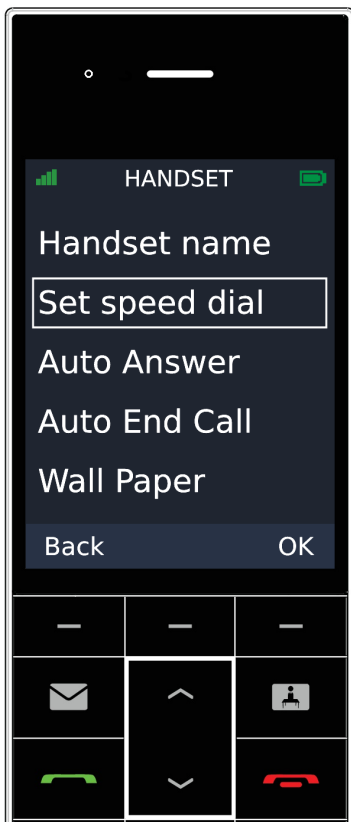 HANDSET
Handset name
Set speed dial
Auto Answer
Auto End Call
Wall Paper
Back OK